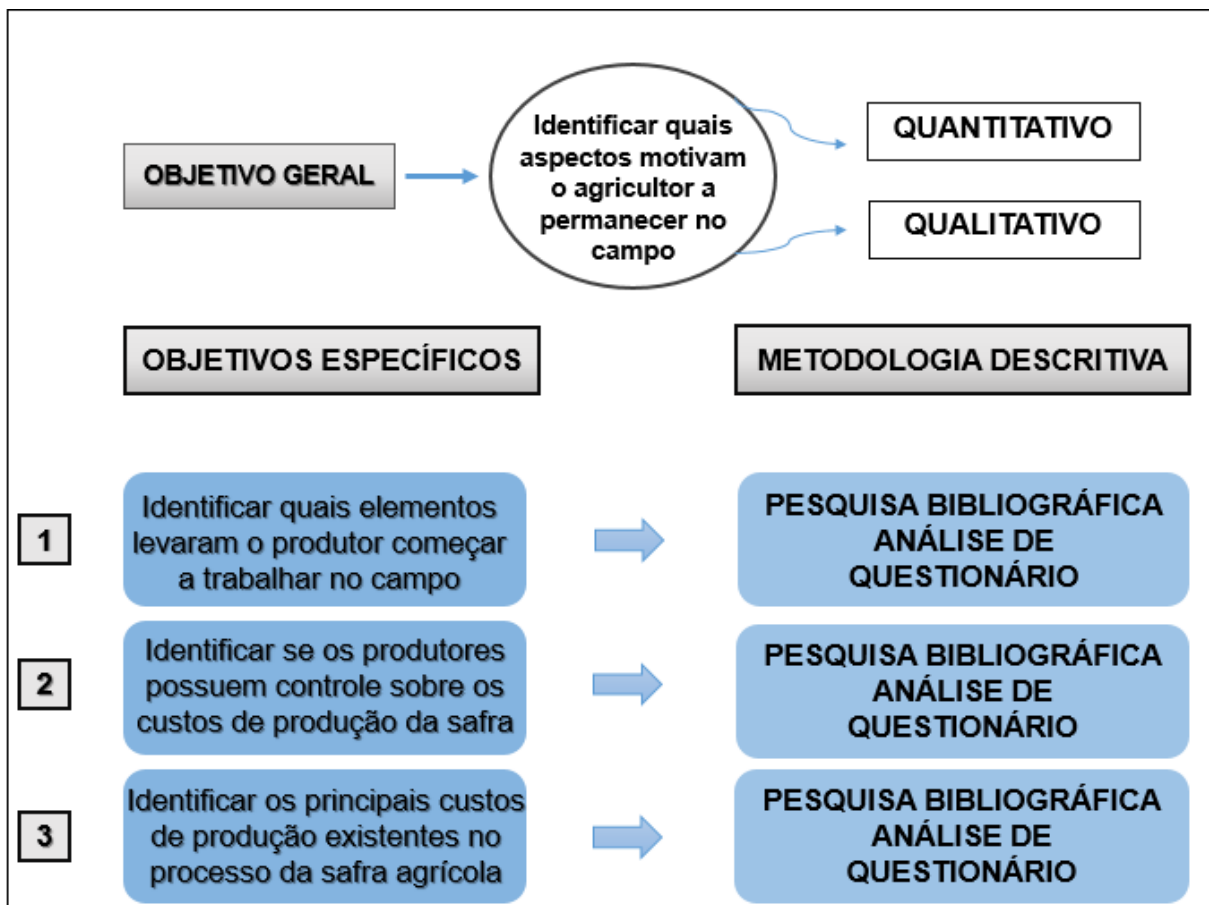 OBJETIVO GERAL
Identificar quais
aspectos motivam
o agricultor a
permanecer no
campo
QUANTITATIVO
QUALITATIVO
OBJETIVOS ESPECÍFICOS
METODOLOGIA DESCRITIVA
1
Identificar quais elementos
levaram o produtor começar
a trabalhar no campo
PESQUISA BIBLIOGRÁFICA
ANÁLISE DE
QUESTIONÁRIO
2
Identificar se os produtores
possuem controle sobre os
custos de produção da safra
PESQUISA BIBLIOGRÁFICA
ANÁLISE DE
QUESTIONÁRIO
3
Identificar os principais custos
de produção existentes no
processo da safra agrícola
PESQUISA BIBLIOGRÁFICA
ANÁLISE DE
QUESTIONÁRIO